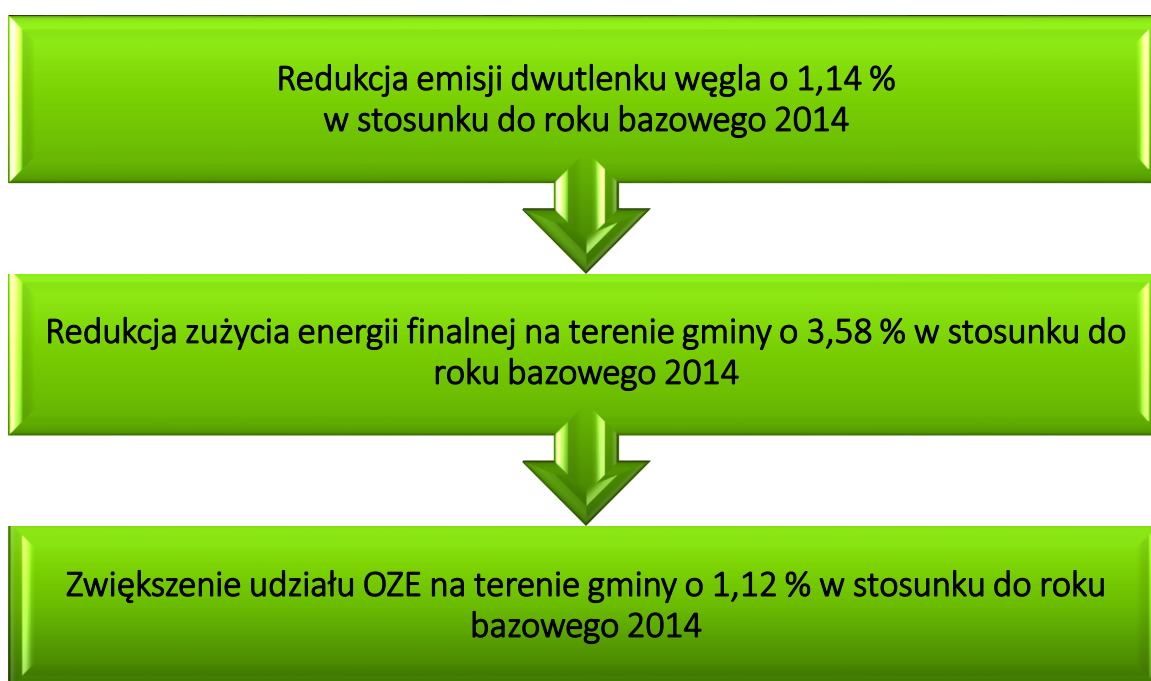 Redukcja emisji dwutlenku węgla o 1,14 %
w stosunku do roku bazowego 2014
Redukcja zużycia energii finalnej na terenie gminy o 3,58 % w stosunku do
roku bazowego 2014
Zwiększenie udziału OZE na terenie gminy o 1,12 % w stosunku do roku
bazowego 2014